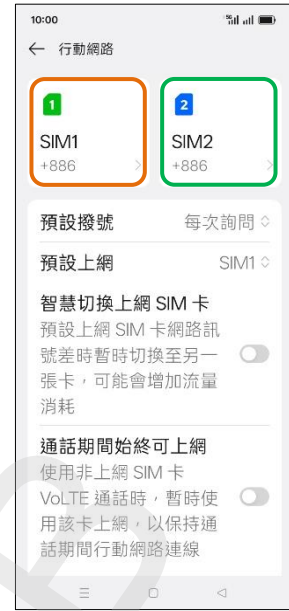 10:00
5G
← 行動網路
1
2
SIM1
SIM2
+886
+886
預設撥號 每次詢問
預設上網 SIM1
智慧切換上網 SIM 卡
預設上網 SIM 卡網路訊
號差時暫時切換至另一
張卡，可能會增加流量
消耗
通話期間始終可上網
使用非上網 SIM 卡
VoLTE 通話時，暫時使
用該卡上網，以保持通
話期間行動網路連線